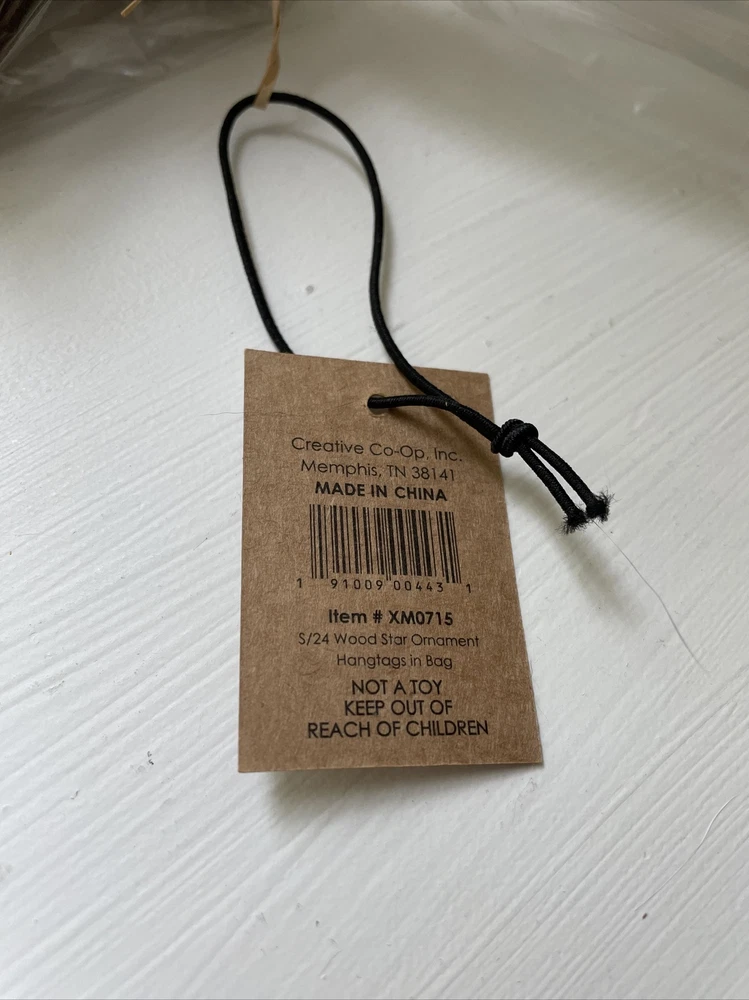 Creative Co-Op, Inc.
Memphis, TN 38141
MADE IN CHINA
1 91009 00443 1
Item # XM0715
S/24 Wood Star Ornament
Hangtags in Bag
NOT A TOY
KEEP OUT OF
REACH OF CHILDREN